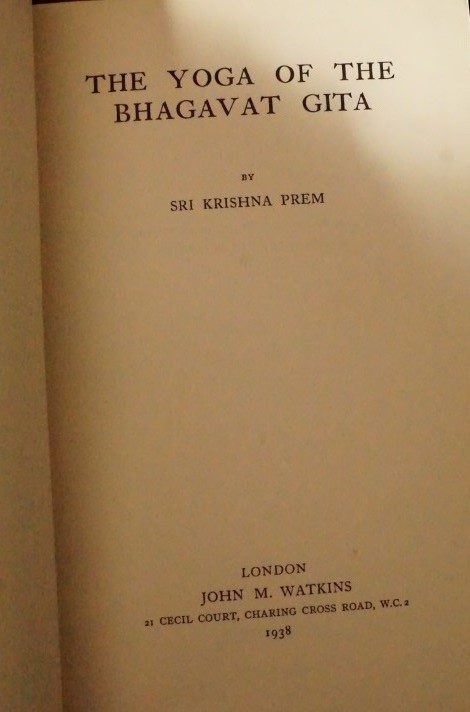 THE YOGA OF THE
BHAGAVAT GITA
BY
SRI KRISHNA PREM
LONDON
JOHN M. WATKINS
21 CECIL COURT, CHARING CROSS ROAD, W.C.2
1938